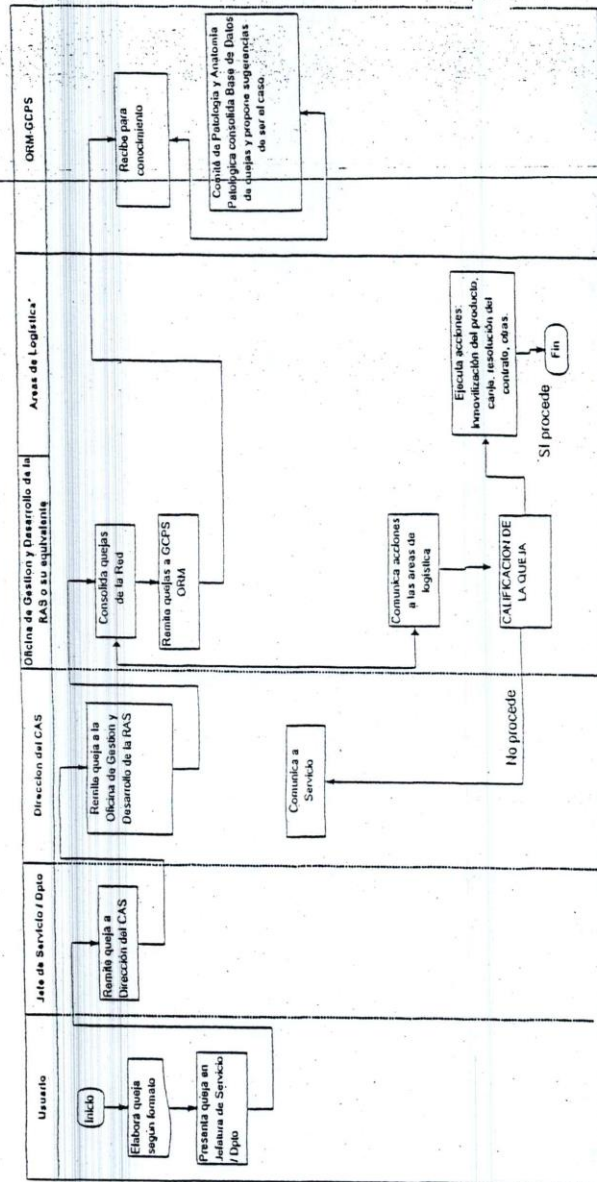 Usuario
Jefe de Servicio / Dpto
Direccion del CAS
Oficina de Gestion y Desarrollo de la
RAS o su equivalente
Areas de Logistica*
ORM-GCPS
Inicio
Elabora queja
según formato
Presenta queja en
Jefatura de Servicio
/ Dpto
Remite queja a
Dirección del CAS
Remite queja a la
Oficina de Gestion y
Desarrollo de la RAS
Comunica a
Servicio
Consolida quejas
de la Red
Remite quejas a GCPS
ORM
Comunica acciones
a las areas de
logistica
CALIFICACION DE
LA QUEJA
No procede
Ejecuta acciones:
inmovilización del producto,
canje, resolución del
contrato, otras.
SI procede
Fin
Recibe para
conocimiento
Comité de Patologia y Anatomia
Patologica consolida Base de Datos
de quejas y propone sugerencias
de ser el caso.